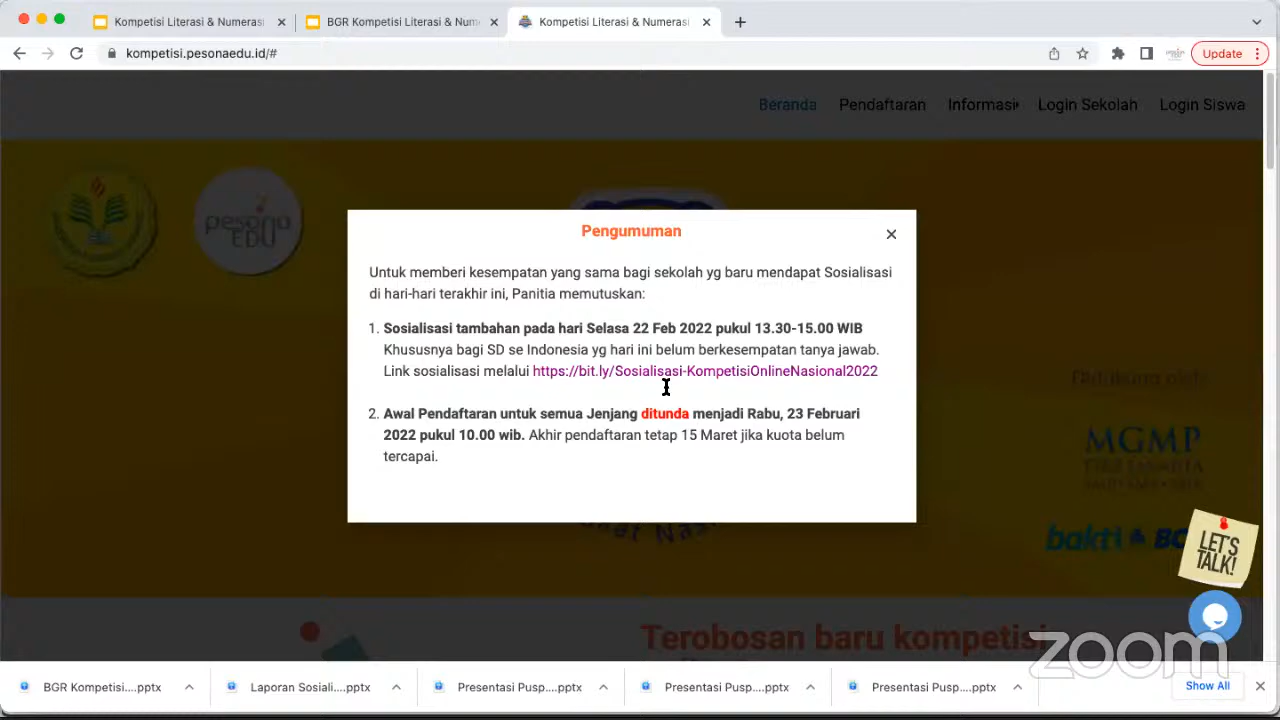 Kompetisi Literasi & Numerasi
BGR Kompetisi Literasi & Num
Kompetisi Literasi & Numerasi
kompetisi.pesonaedu.id/#
Update
Beranda
Pendaftaran
Informasi
Login Sekolah
Login Siswa
pesona
EDU
Pengumuman
Untuk memberi kesempatan yang sama bagi sekolah yg baru mendapat Sosialisasi
di hari-hari terakhir ini, Panitia memutuskan:
1. Sosialisasi tambahan pada hari Selasa 22 Feb 2022 pukul 13.30-15.00 WIB
Khususnya bagi SD se Indonesia yg hari ini belum berkesempatan tanya jawab.
Link sosialisasi melalui https://bit.ly/Sosialisasi-KompetisiOnlineNasional2022
2. Awal Pendaftaran untuk semua Jenjang ditunda menjadi Rabu, 23 Februari
2022 pukul 10.00 wib. Akhir pendaftaran tetap 15 Maret jika kuota belum
tercapai.
Didukung oleh:
MGMP
bakti & BC
LET'S
TALK!
Terobosan baru kompetisi
zoom
BGR Kompetisi....pptx
Laporan Sosiali....pptx
Presentasi Pusp....pptx
Presentasi Pusp....pptx
Presentasi Pusp....pptx
Show All